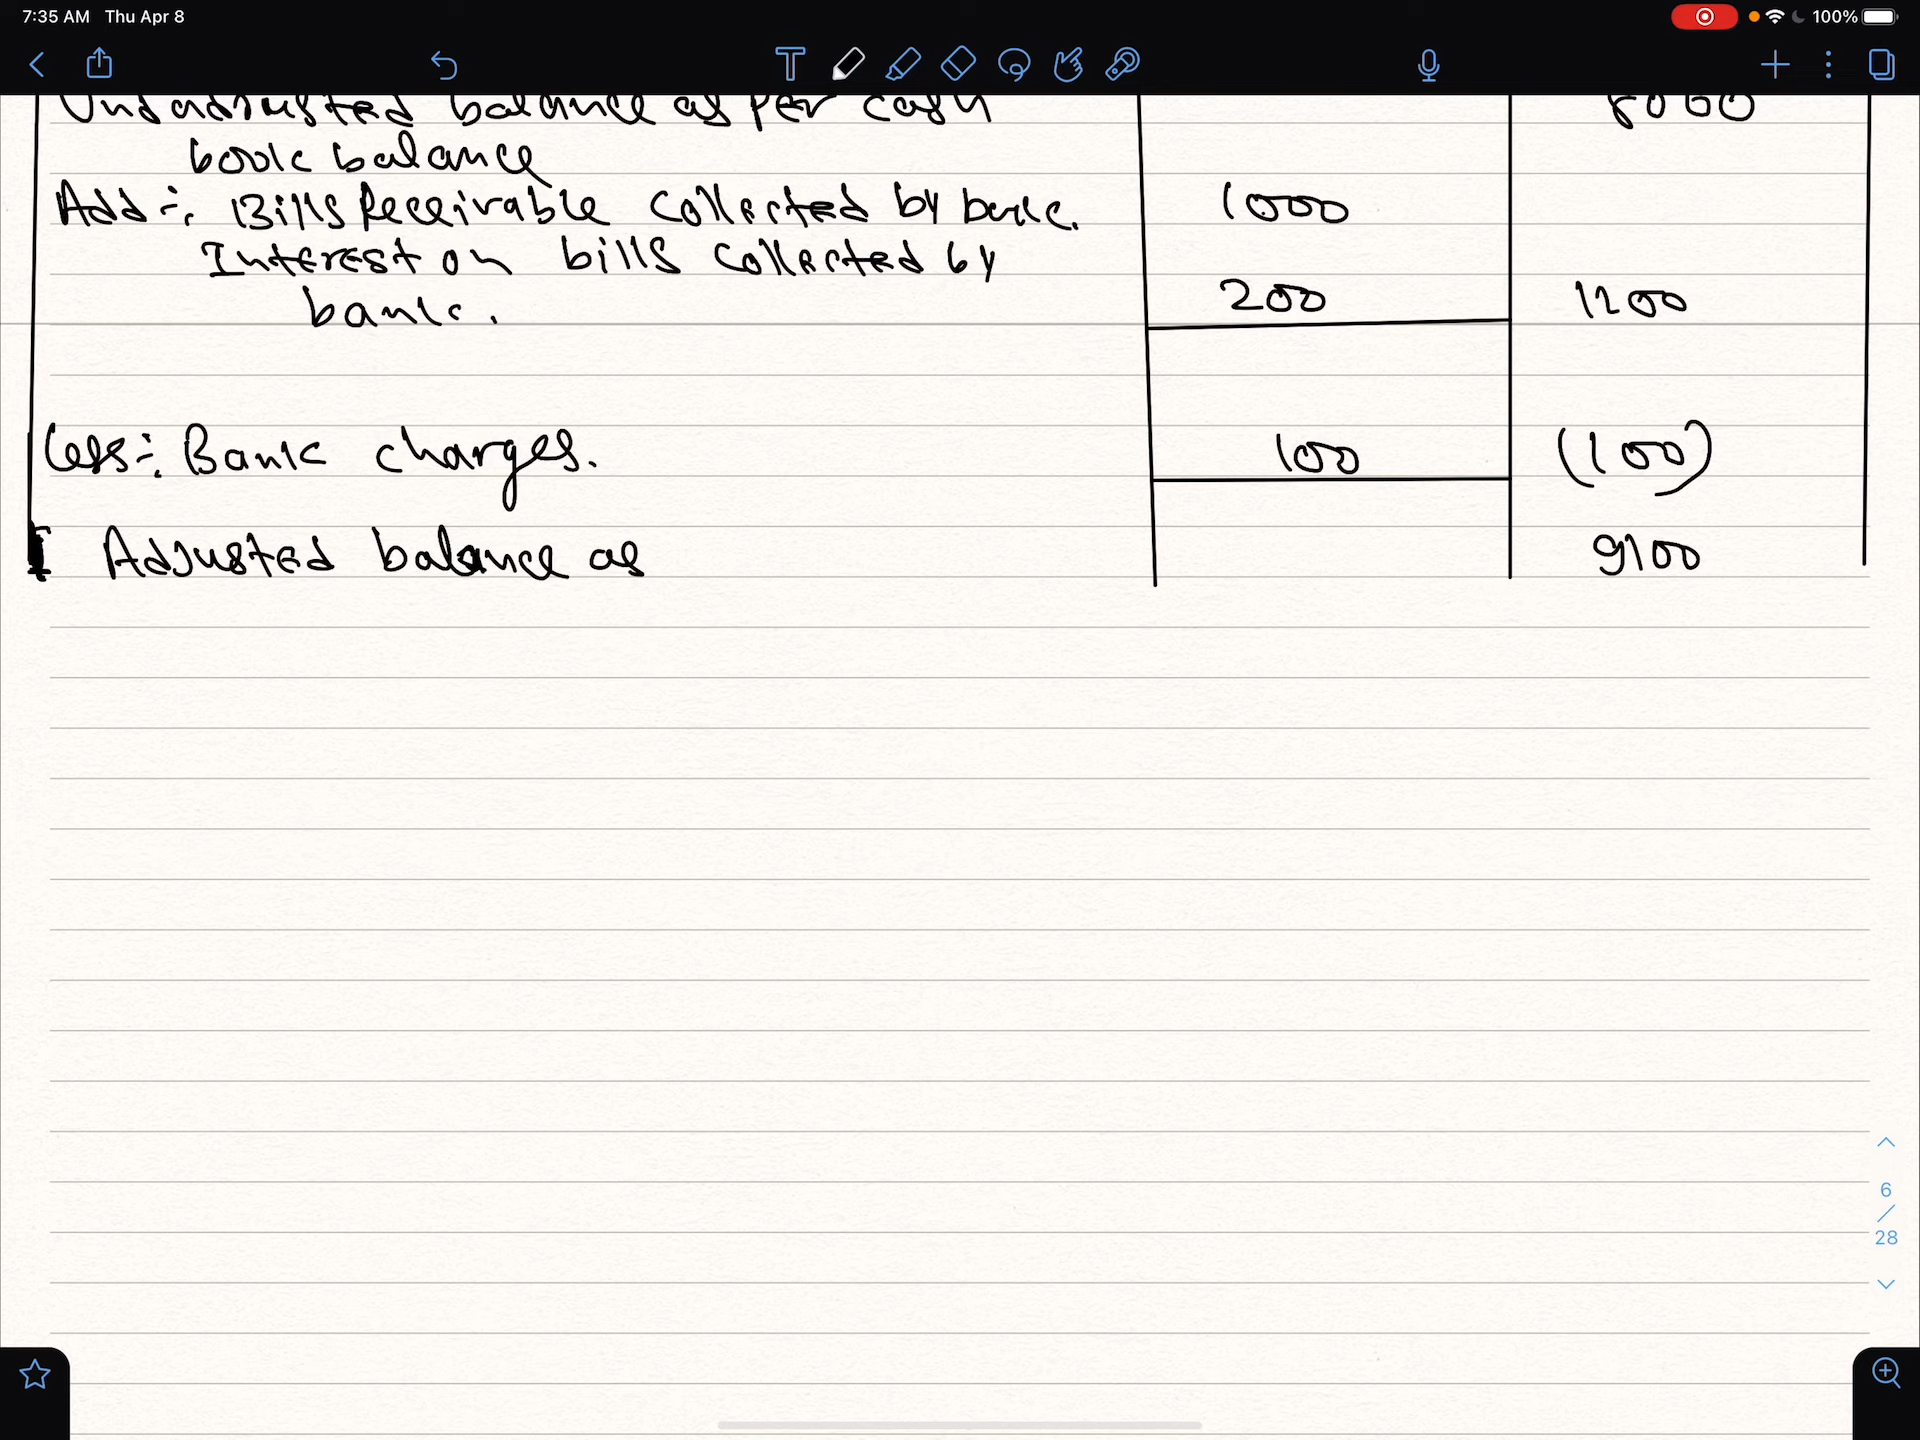 7:35 AM Thu Apr 8
100%
Unadadjusted balance as per cash 8000
book balance
Add:- Bills Receivable collected by bank. 1000
Interest on bills collected by
bank. 200 1200
Less:- Bank charges. 100 (100)
Adjusted balance as 9100
6
/
28